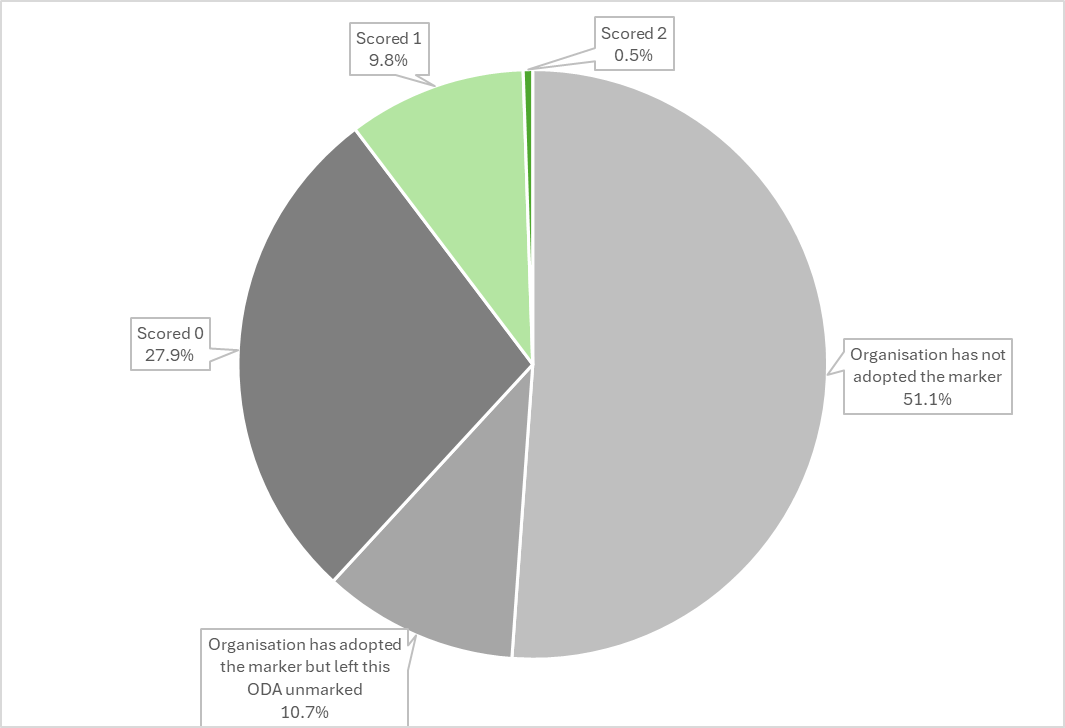 Scored 1
9.8%
Scored 2
0.5%
Scored 0
27.9%
Organisation has not
adopted the marker
51.1%
Organisation has adopted
the marker but left this
ODA unmarked
10.7%